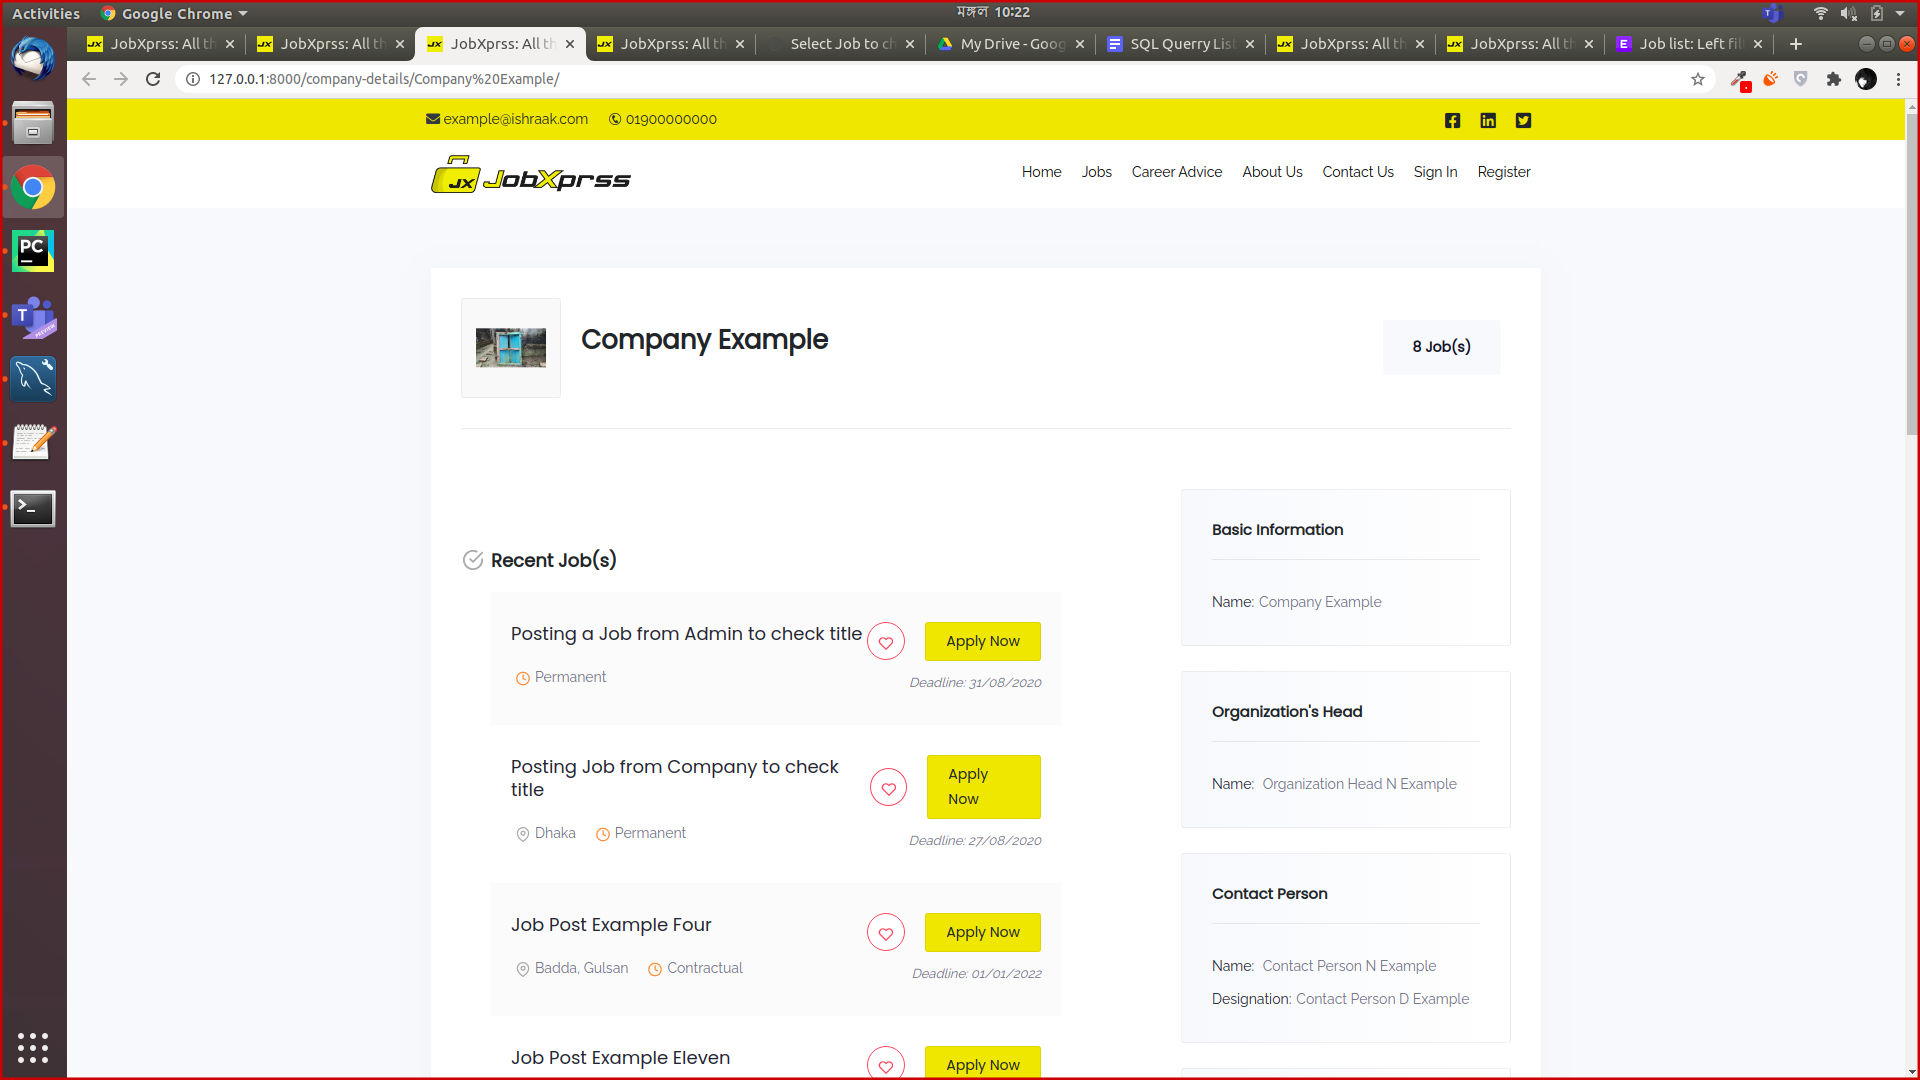 Activities
Google Chrome
মঙ্গল 10:22
JobXprss: All th
JobXprss: All th
JobXprss: All th
JobXprss: All th
Select Job to ch
My Drive - Goog
SQL Querry List
JobXprss: All th
JobXprss: All th
Job list: Left fil
127.0.0.1:8000/company-details/Company%20Example/
example@ishraak.com 01900000000
JX JobXprss
Home Jobs Career Advice About Us Contact Us Sign In Register
Company Example
8 Job(s)
Recent Job(s)
Posting a Job from Admin to check title
Apply Now
Permanent
Deadline: 31/08/2020
Posting Job from Company to check
title
Apply
Now
Dhaka Permanent
Deadline: 27/08/2020
Job Post Example Four
Apply Now
Badda, Gulsan Contractual
Deadline: 01/01/2022
Job Post Example Eleven
Apply Now
Basic Information
Name: Company Example
Organization's Head
Name: Organization Head N Example
Contact Person
Name: Contact Person N Example
Designation: Contact Person D Example